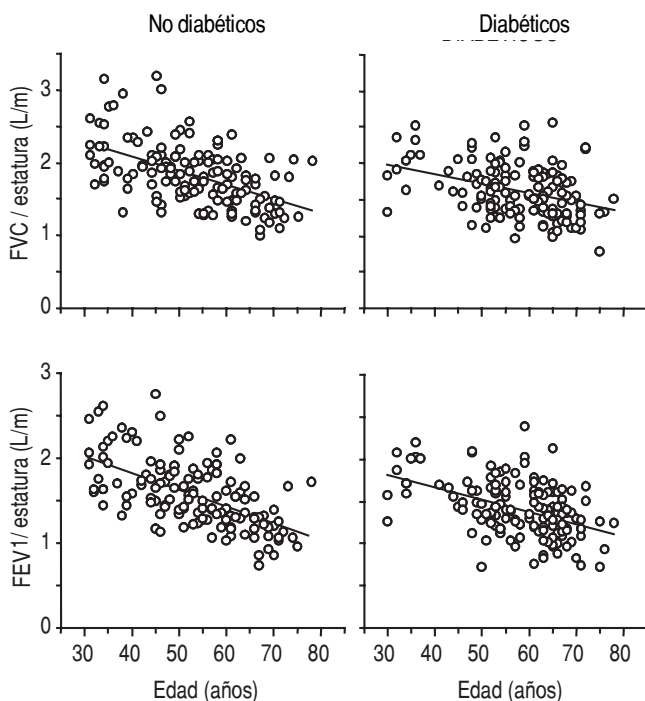 No diabéticos
Diabéticos
FVC / estatura (L/m)
3
2
1
0
FEV1/ estatura (L/m)
3
2
1
0
30 40 50 60 70 80
30 40 50 60 70 80
Edad (años)
Edad (años)